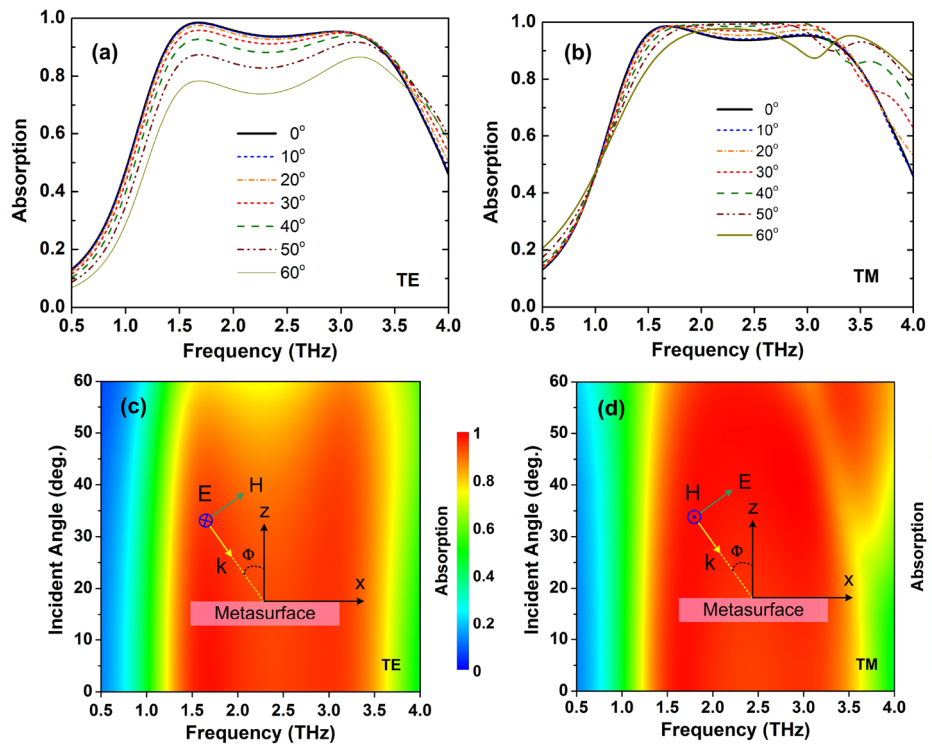 (a)
Absorption
1.0
0.8
0.6
0.4
0.2
0.0
0°
10°
20°
30°
40°
50°
60°
TE
0.5 1.0 1.5 2.0 2.5 3.0 3.5 4.0
Frequency (THz)
(b)
Absorption
1.0
0.8
0.6
0.4
0.2
0.0
0°
10°
20°
30°
40°
50°
60°
TM
0.5 1.0 1.5 2.0 2.5 3.0 3.5 4.0
Frequency (THz)
(c)
Incident Angle (deg.)
60
50
40
30
20
10
0
E
H
z
k
Φ
x
Metasurface
TE
0.5 1.0 1.5 2.0 2.5 3.0 3.5 4.0
Frequency (THz)
Absorption
1
0.8
0.6
0.4
0.2
0
(d)
Incident Angle (deg.)
60
50
40
30
20
10
0
H
E
z
k
Φ
x
Metasurface
TM
0.5 1.0 1.5 2.0 2.5 3.0 3.5 4.0
Frequency (THz)
Absorption